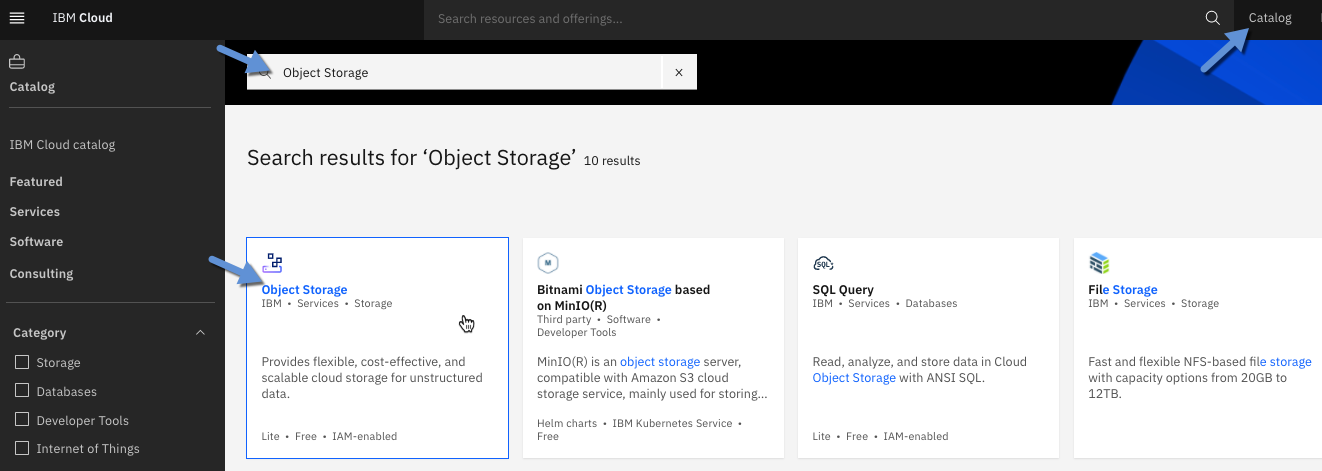 IBM Cloud
Search resources and offerings...
Catalog
Catalog
IBM Cloud catalog
Featured
Services
Software
Consulting
Category
Storage
Databases
Developer Tools
Internet of Things
Object Storage
Search results for ‘Object Storage’ 10 results
Object Storage
IBM • Services • Storage
Provides flexible, cost-effective, and
scalable cloud storage for unstructured
data.
Lite • Free • IAM-enabled
M
Bitnami Object Storage based
on MinIO(R)
Third party • Software •
Developer Tools
MinIO(R) is an object storage server,
compatible with Amazon S3 cloud
storage service, mainly used for storing...
Helm charts • IBM Kubernetes Service •
Free
SQL
SQL Query
IBM • Services • Databases
Read, analyze, and store data in Cloud
Object Storage with ANSI SQL.
Lite • Free • IAM-enabled
File Storage
IBM • Services • Storage
Fast and flexible NFS-based file storage
with capacity options from 20GB to
12TB.